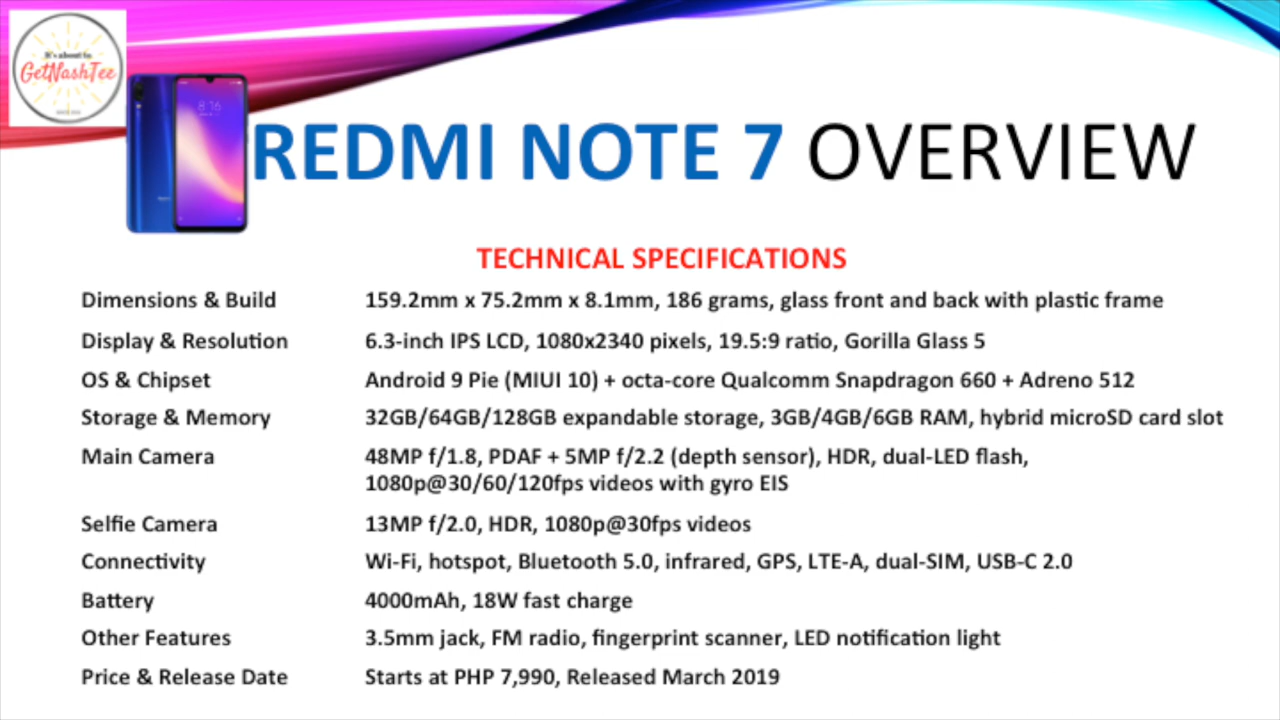 It's about to
GetNashTee
8:16
REDMI NOTE 7 OVERVIEW
TECHNICAL SPECIFICATIONS
Dimensions & Build 159.2mm x 75.2mm x 8.1mm, 186 grams, glass front and back with plastic frame
Display & Resolution 6.3-inch IPS LCD, 1080x2340 pixels, 19.5:9 ratio, Gorilla Glass 5
OS & Chipset Android 9 Pie (MIUI 10) + octa-core Qualcomm Snapdragon 660 + Adreno 512
Storage & Memory 32GB/64GB/128GB expandable storage, 3GB/4GB/6GB RAM, hybrid microSD card slot
Main Camera 48MP f/1.8, PDAF + 5MP f/2.2 (depth sensor), HDR, dual-LED flash,
1080p@30/60/120fps videos with gyro EIS
Selfie Camera 13MP f/2.0, HDR, 1080p@30fps videos
Connectivity Wi-Fi, hotspot, Bluetooth 5.0, infrared, GPS, LTE-A, dual-SIM, USB-C 2.0
Battery 4000mAh, 18W fast charge
Other Features 3.5mm jack, FM radio, fingerprint scanner, LED notification light
Price & Release Date Starts at PHP 7,990, Released March 2019